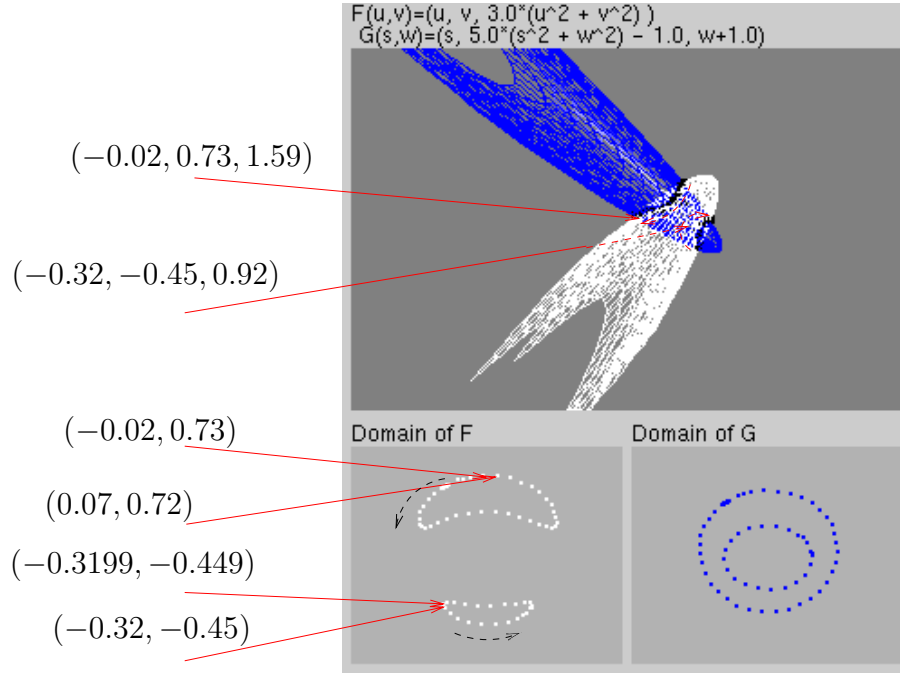 F(u,v)=(u, v, 3.0*(u^2 + v^2) )
G(s,w)=(s, 5.0*(s^2 + w^2) − 1.0, w+1.0)
(−0.02, 0.73, 1.59)
(−0.32, −0.45, 0.92)
(−0.02, 0.73)
Domain of F
Domain of G
(0.07, 0.72)
(−0.3199, −0.449)
(−0.32, −0.45)